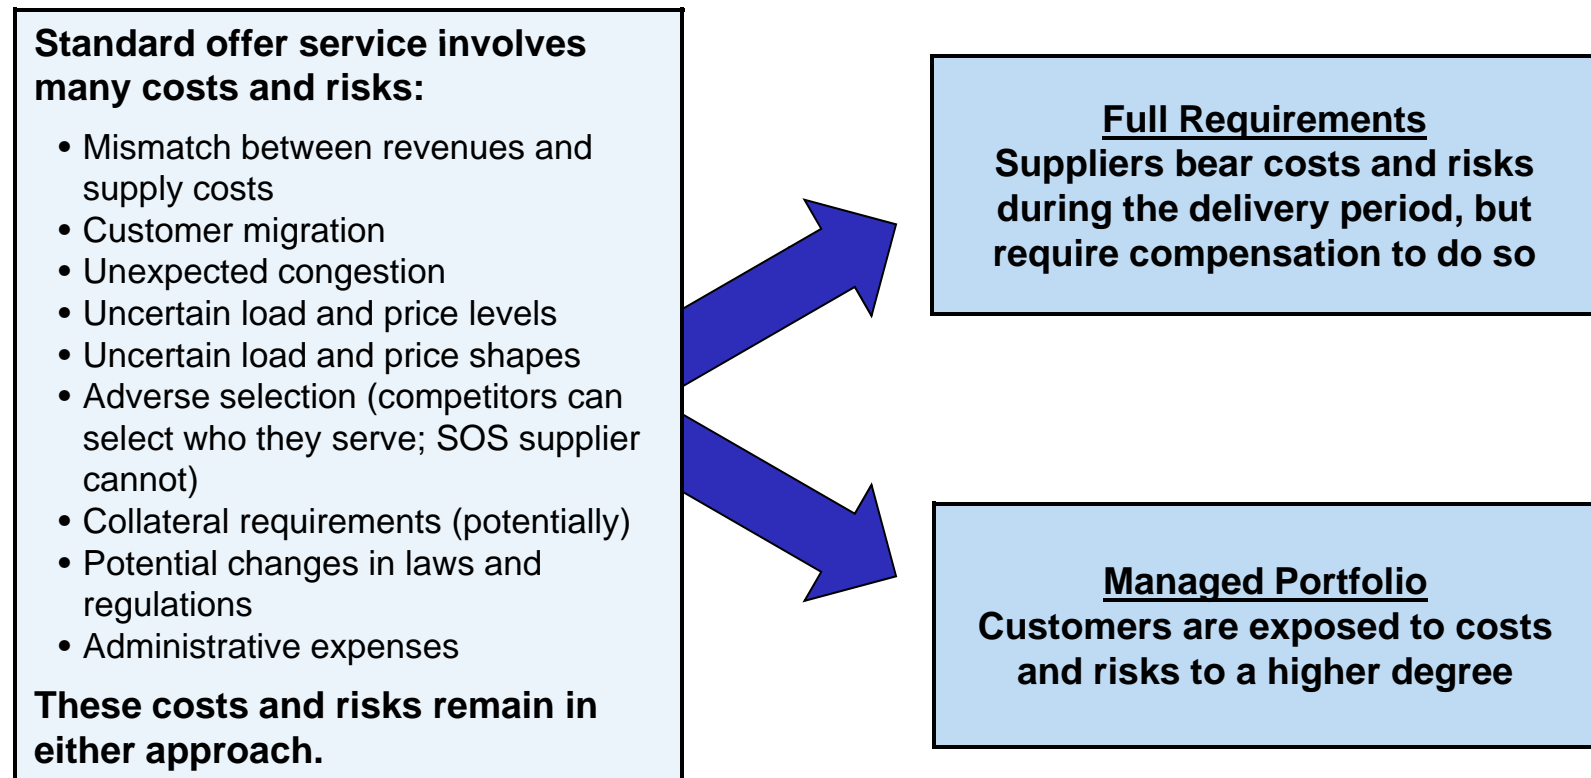 Standard offer service involves
many costs and risks:
• Mismatch between revenues and
supply costs
• Customer migration
• Unexpected congestion
• Uncertain load and price levels
• Uncertain load and price shapes
• Adverse selection (competitors can
select who they serve; SOS supplier
cannot)
• Collateral requirements (potentially)
• Potential changes in laws and
regulations
• Administrative expenses
These costs and risks remain in
either approach.
Full Requirements
Suppliers bear costs and risks
during the delivery period, but
require compensation to do so
Managed Portfolio
Customers are exposed to costs
and risks to a higher degree